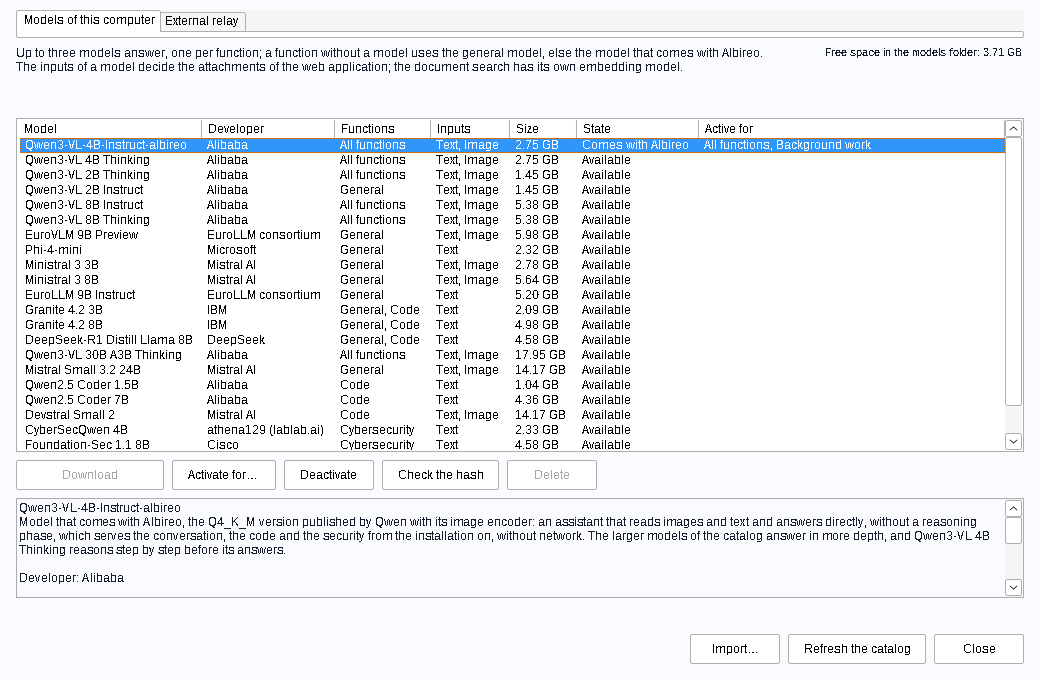 Models of this computer External relay
Up to three models answer, one per function; a function without a model uses the general model, else the model that comes with Albireo. Free space in the models folder: 3.71 GB
The inputs of a model decide the attachments of the web application; the document search has its own embedding model.
Model Developer Functions Inputs Size State Active for
Qwen3-VL-4B-Instruct-albireo Alibaba All functions Text, Image 2.75 GB Comes with Albireo All functions, Background work
Qwen3-VL 4B Thinking Alibaba All functions Text, Image 2.75 GB Available
Qwen3-VL 2B Thinking Alibaba All functions Text, Image 1.45 GB Available
Qwen3-VL 2B Instruct Alibaba General Text, Image 1.45 GB Available
Qwen3-VL 8B Instruct Alibaba All functions Text, Image 5.38 GB Available
Qwen3-VL 8B Thinking Alibaba All functions Text, Image 5.38 GB Available
EuroVLM 9B Preview EuroLLM consortium General Text, Image 5.98 GB Available
Phi-4-mini Microsoft General Text 2.32 GB Available
Ministral 3 3B Mistral AI General Text, Image 2.78 GB Available
Ministral 3 8B Mistral AI General Text, Image 5.64 GB Available
EuroLLM 9B Instruct EuroLLM consortium General Text 5.20 GB Available
Granite 4.2 3B IBM General, Code Text 2.09 GB Available
Granite 4.2 8B IBM General, Code Text 4.98 GB Available
DeepSeek-R1 Distill Llama 8B DeepSeek General, Code Text 4.58 GB Available
Qwen3-VL 30B A3B Thinking Alibaba All functions Text, Image 17.95 GB Available
Mistral Small 3.2 24B Mistral AI General Text, Image 14.17 GB Available
Qwen2.5 Coder 1.5B Alibaba Code Text 1.04 GB Available
Qwen2.5 Coder 7B Alibaba Code Text 4.36 GB Available
Devstral Small 2 Mistral AI Code Text, Image 14.17 GB Available
CyberSecQwen 4B athena129 (lablab.ai) Cybersecurity Text 2.33 GB Available
Foundation-Sec 1.1 8B Cisco Cybersecurity Text 4.58 GB Available
Download Activate for... Deactivate Check the hash Delete
Qwen3-VL-4B-Instruct-albireo
Model that comes with Albireo, the Q4_K_M version published by Qwen with its image encoder: an assistant that reads images and text and answers directly, without a reasoning
phase, which serves the conversation, the code and the security from the installation on, without network. The larger models of the catalog answer in more depth, and Qwen3-VL 4B
Thinking reasons step by step before its answers.
Developer: Alibaba
Import... Refresh the catalog Close